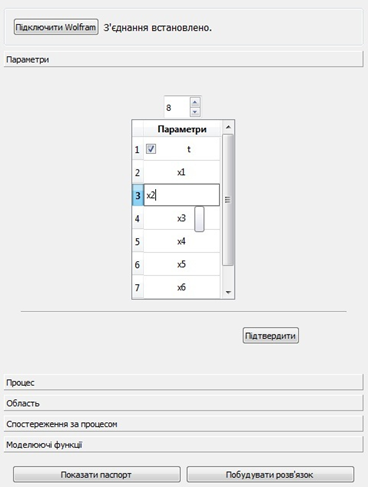 Підключити Wolfram З'єднання встановлено.
Параметри
8
Параметри
1 t
2 x1
3 x2
4 x3
5 x4
6 x5
7 x6
Підтвердити
Процес
Область
Спостереження за процесом
Моделюючі функції
Показати паспорт Побудувати розв'язок